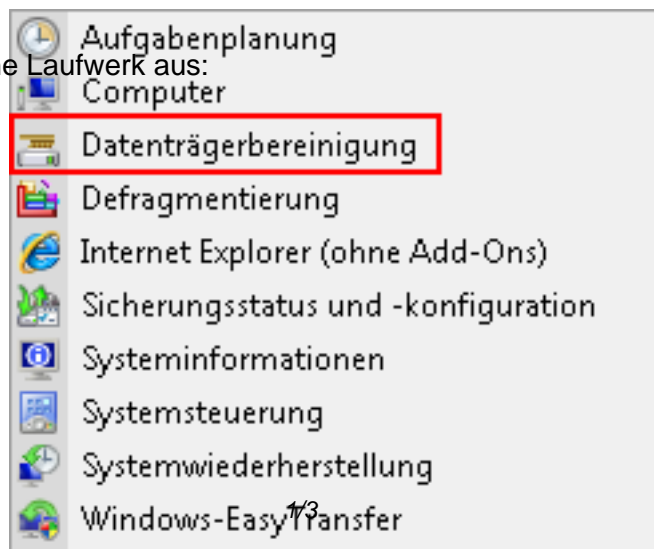 Aufgabenplanung
ne Laufwerk aus:
Computer
Datenträgerbereinigung
Defragmentierung
Internet Explorer (ohne Add-Ons)
Sicherungsstatus und -konfiguration
Systeminformationen
Systemsteuerung
Systemwiederherstellung
Windows-EasyTransfer
1/3